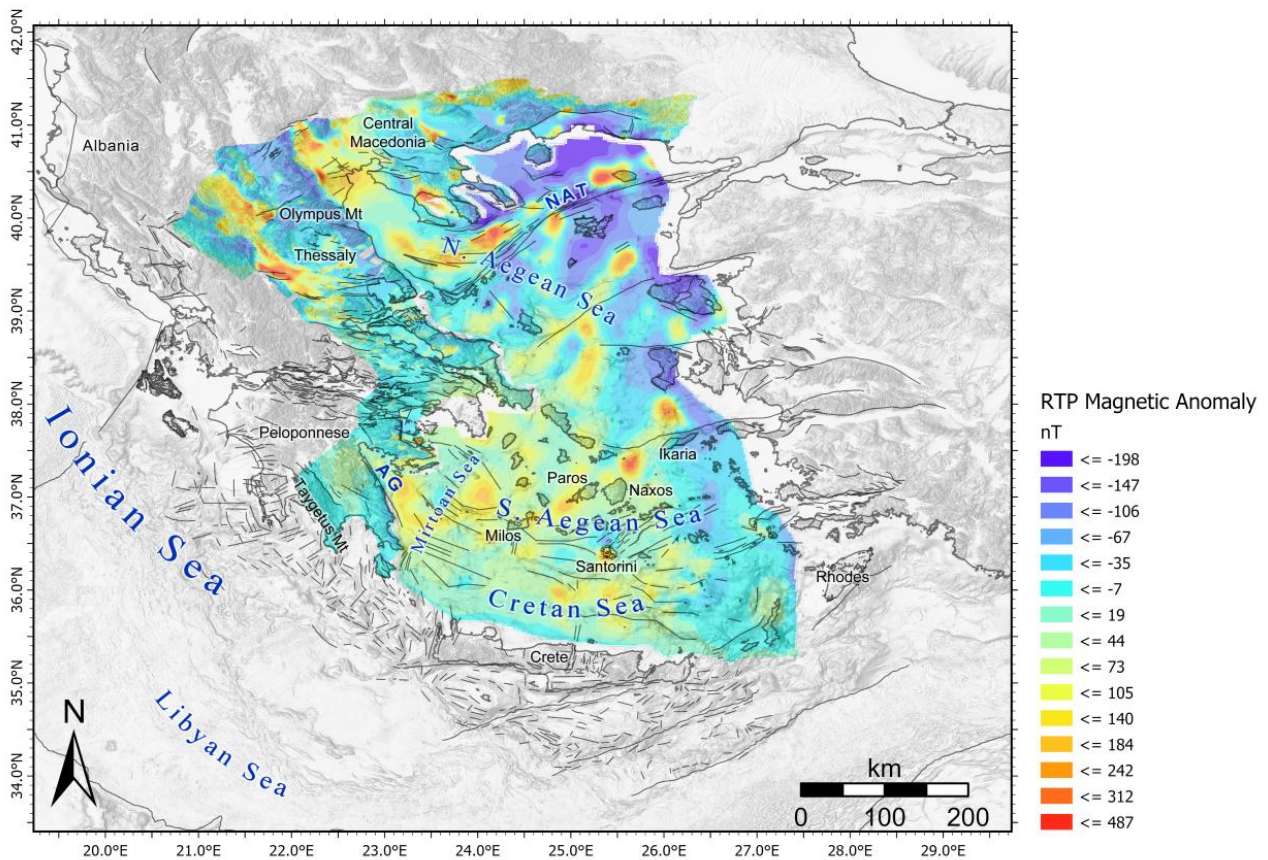 42.0°N
41.0°N
40.0°N
39.0°N
38.0°N
37.0°N
36.0°N
35.0°N
34.0°N
Albania
Central
Macedonia
Olympus Mt
Thessaly
NAT
N. Aegean Sea
Peloponnese
AG
Taygetus Mt
Mirtoan Sea
Ionian Sea
Paros
Naxos
Ikaria
S. Aegean Sea
Milos
Santorini
Rhodes
Cretan Sea
Crete
Libyan Sea
N
km
0 100 200
20.0°E 21.0°E 22.0°E 23.0°E 24.0°E 25.0°E 26.0°E 27.0°E 28.0°E 29.0°E
RTP Magnetic Anomaly
nT
<= -198
<= -147
<= -106
<= -67
<= -35
<= -7
<= 19
<= 44
<= 73
<= 105
<= 140
<= 184
<= 242
<= 312
<= 487